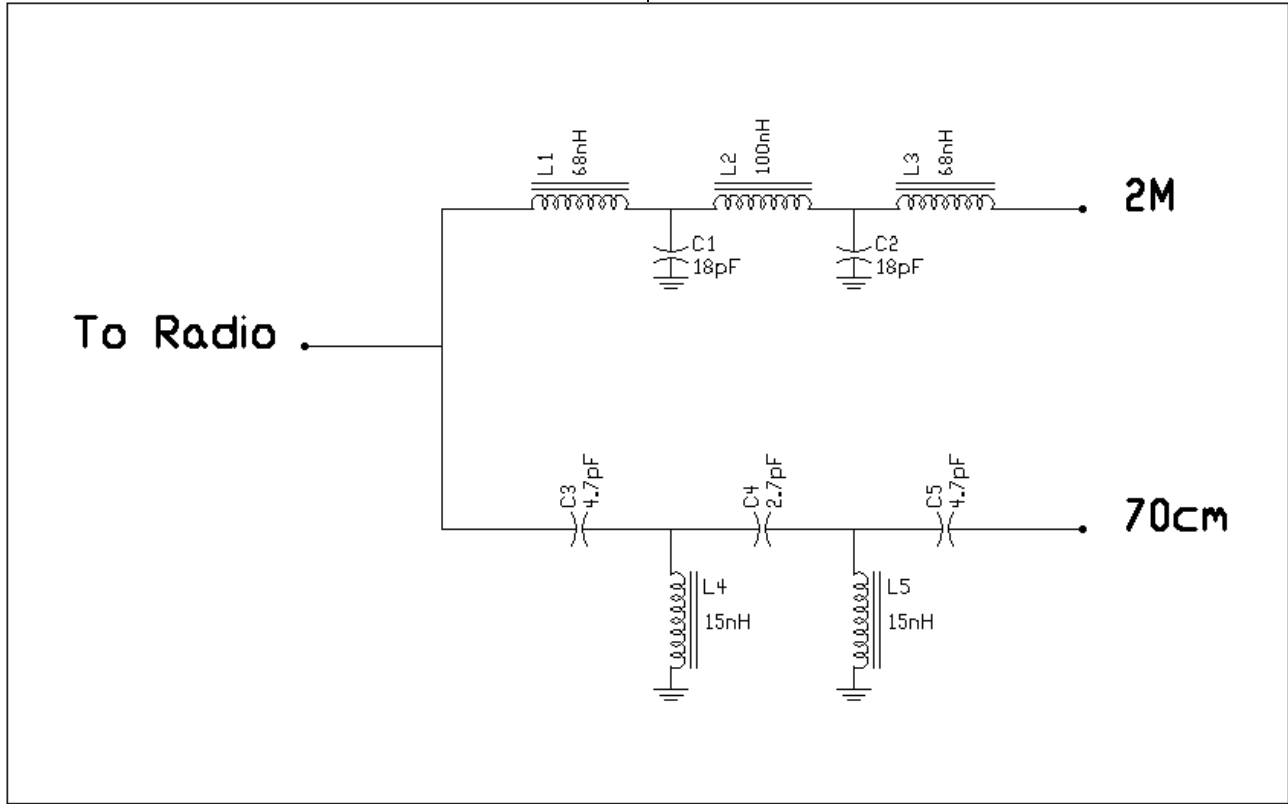 L1
68nH
L2
100nH
L3
68nH
2M
C1
18pF
C2
18pF
To Radio
C3
4.7pF
C4
2.7pF
C5
4.7pF
70cm
L4
15nH
L5
15nH